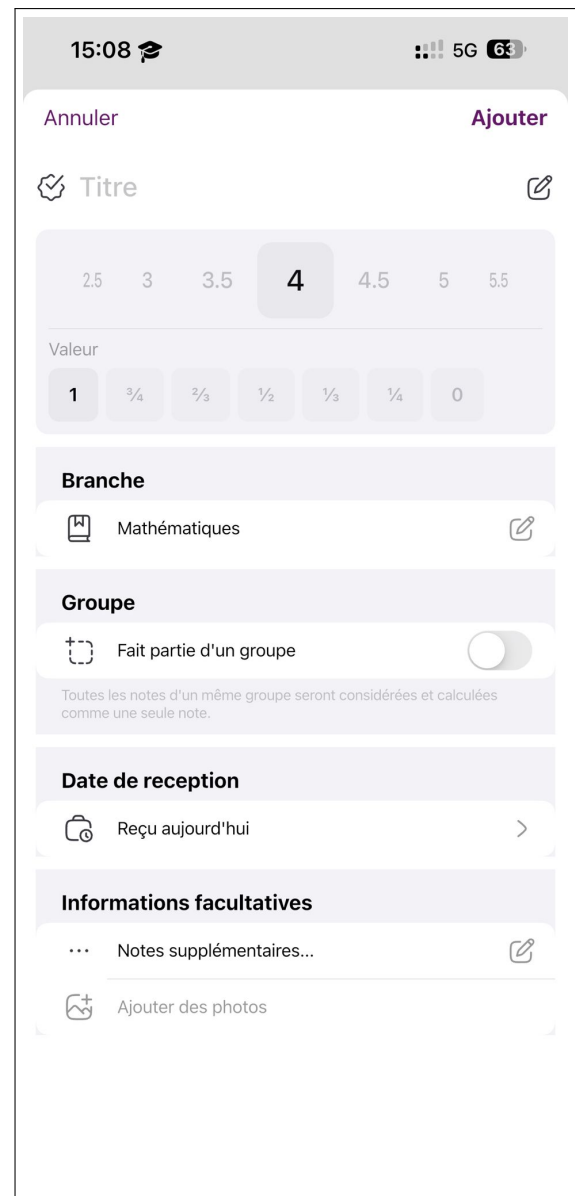 15:08 5G 63
Annuler Ajouter
Titre
2.5 3 3.5 4 4.5 5 5.5
Valeur
1 ¾ ⅔ ½ ⅓ ¼ 0
Branche
Mathématiques
Groupe
Fait partie d'un groupe
Toutes les notes d'un même groupe seront considérées et calculées
comme une seule note.
Date de reception
Reçu aujourd'hui
Informations facultatives
Notes supplémentaires...
Ajouter des photos